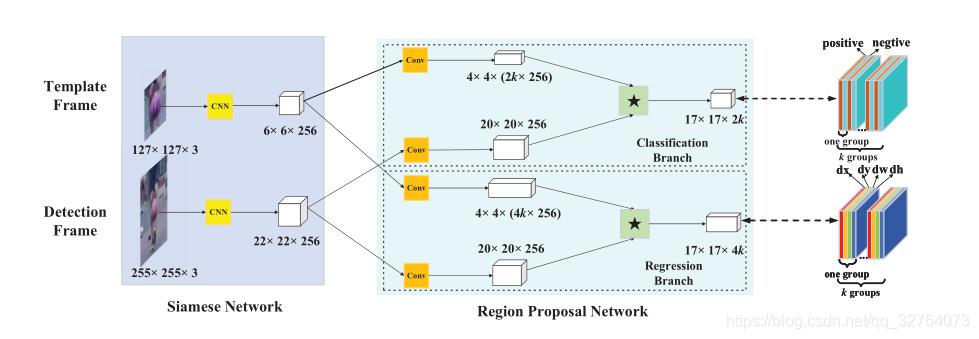 Template
Frame
127× 127× 3
CNN
6× 6× 256
Detection
Frame
255× 255× 3
CNN
22× 22× 256
Siamese Network
Conv
4× 4× (2k× 256)
Conv
20× 20× 256
★
17× 17× 2k
Classification
Branch
Conv
4× 4× (4k× 256)
Conv
20× 20× 256
★
17× 17× 4k
Regression
Branch
Region Proposal Network
positive
negtive
one group
k groups
dx
dy
dw
dh
one group
k groups
https://blog.csdn.net/qq_32764073